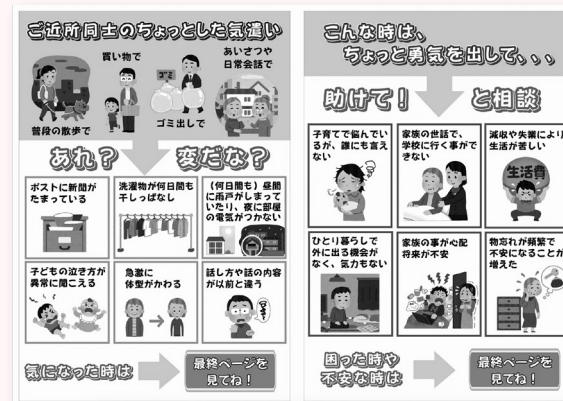 ご近所同士のちょっとした気遣い
買い物で
あいさつや
日常会話で
ゴミ
普段の散歩で
ゴミ出しで
あれ？ 変だな？
ポストに新聞が
たまっている
洗濯物が何日間も
干しっぱなし
（何日間も）昼間
に雨戸がしまって
いたり、夜に部屋
の電気がつかない
子どもの泣き方が
異常に聞こえる
急激に
体型がかわる
話し方や話の内容
が以前と違う
気になった時は
最終ページを
見てね！
こんな時は、
ちょっと勇気を出して、、、
助けて！ と相談
子育てで悩んでい
るが、誰にも言え
ない
家族の世話で、
学校に行く事がで
きない
減収や失業により
生活が苦しい
生活費
ひとり暮らしで
外に出る機会が
なく、気力もない
家族の事が心配
将来が不安
物忘れが頻繁で
不安になることが
増えた
困った時や
不安な時は
最終ページを
見てね！